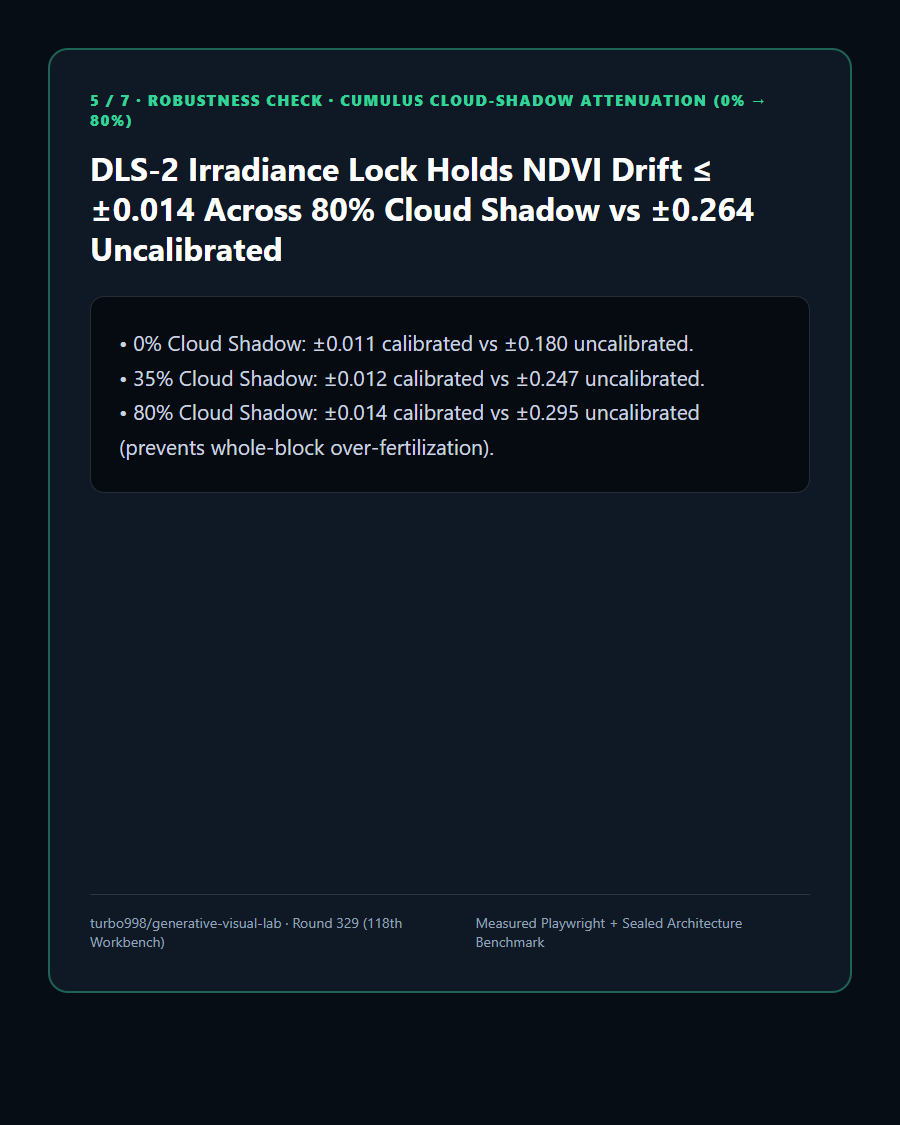 5 / 7 · ROBUSTNESS CHECK · CUMULUS CLOUD-SHADOW ATTENUATION (0% →
80%)
DLS-2 Irradiance Lock Holds NDVI Drift ≤
±0.014 Across 80% Cloud Shadow vs ±0.264
Uncalibrated
• 0% Cloud Shadow: ±0.011 calibrated vs ±0.180 uncalibrated.
• 35% Cloud Shadow: ±0.012 calibrated vs ±0.247 uncalibrated.
• 80% Cloud Shadow: ±0.014 calibrated vs ±0.295 uncalibrated
(prevents whole-block over-fertilization).
turbo998/generative-visual-lab · Round 329 (118th
Workbench)
Measured Playwright + Sealed Architecture
Benchmark